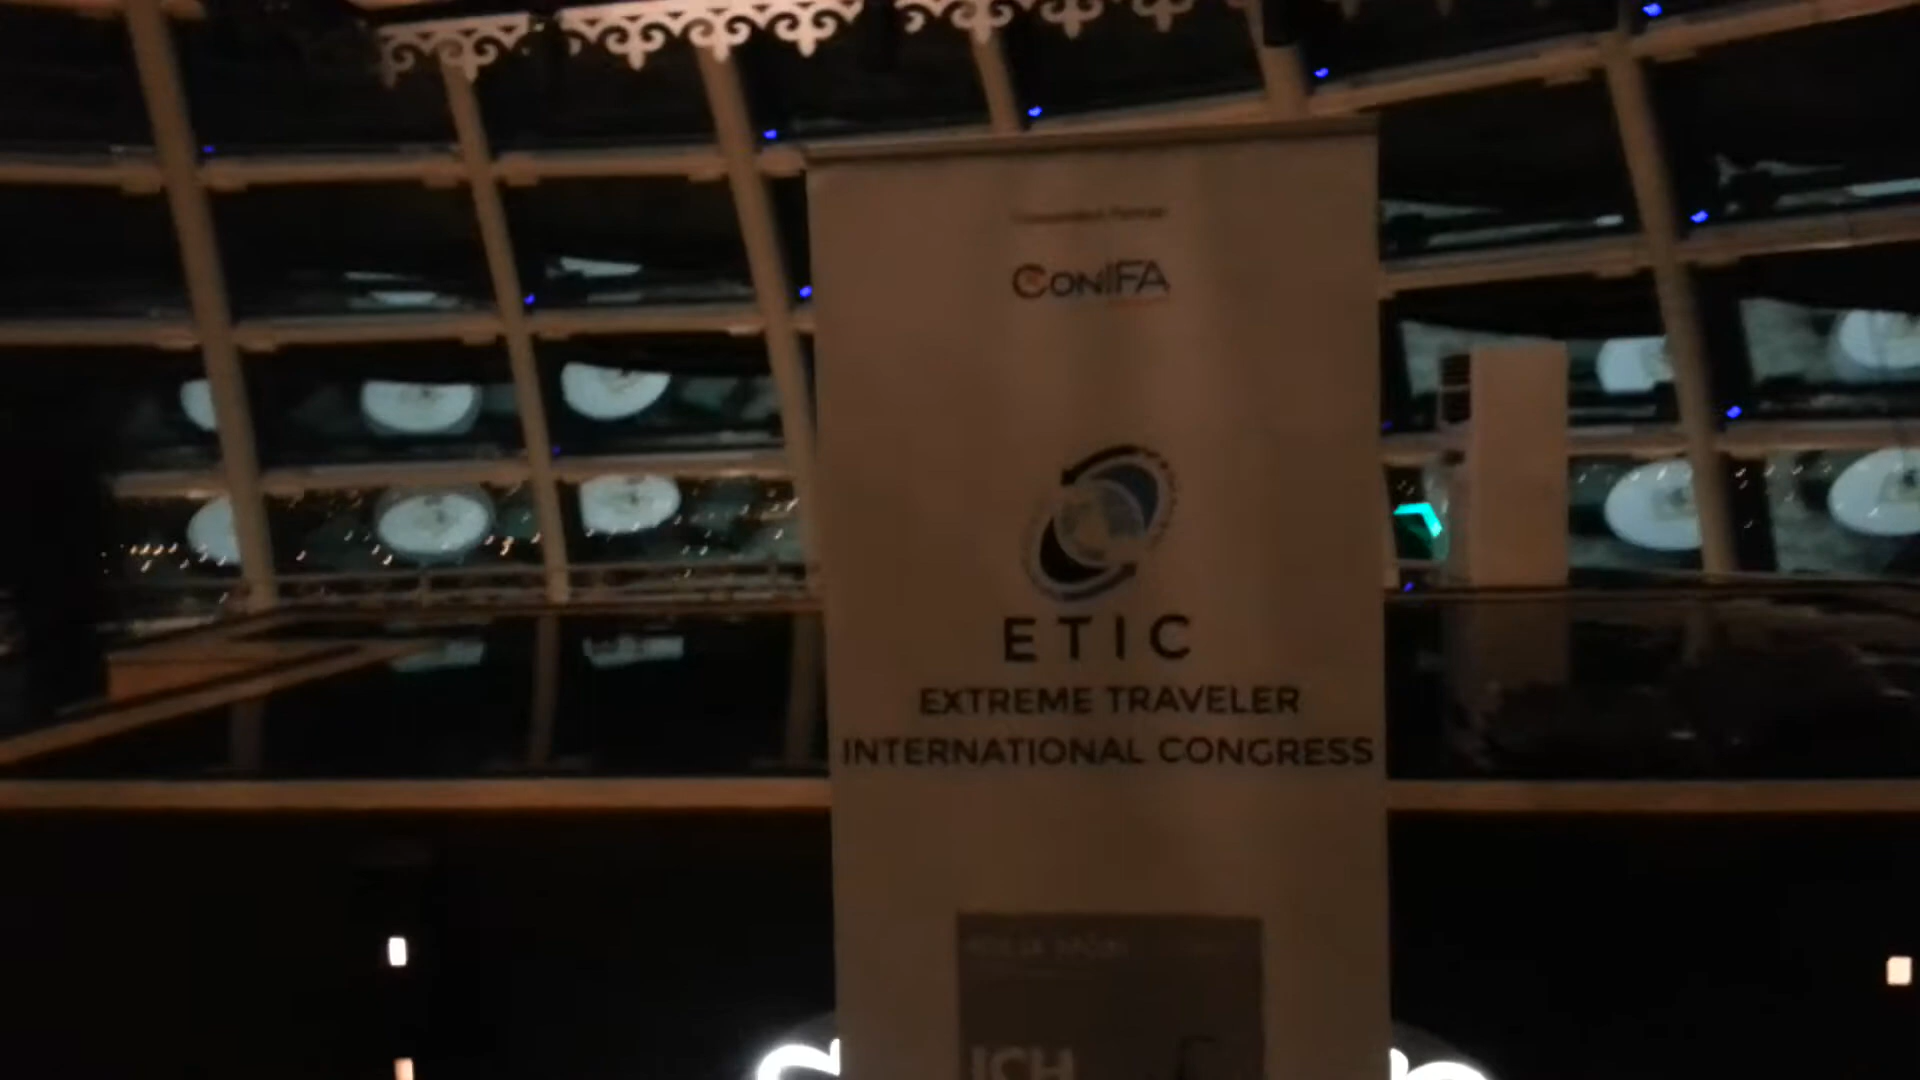 CONIFA
ETIC
EXTREME TRAVELER
INTERNATIONAL CONGRESS
ICH